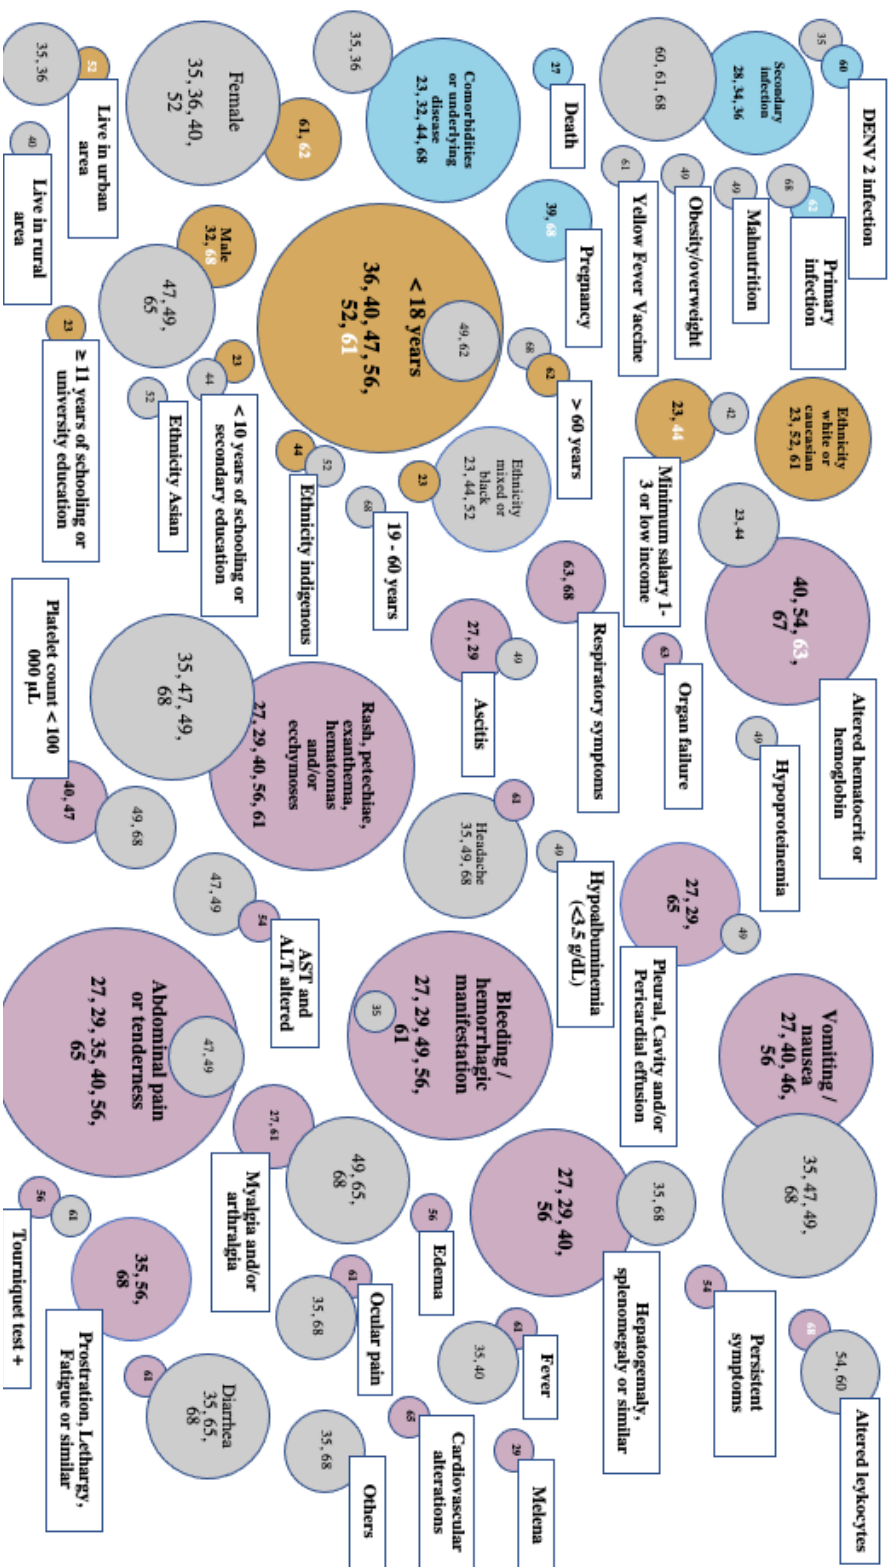 DENV 2 infection
35
60
Secondary
infection
28, 34, 36
60, 61, 68
Primary
infection
62
68
Malnutrition
49
Obesity/overweight
49
Yellow Fever Vaccine
61
Death
27
Pregnancy
39, 68
Comorbidities
or underlying
disease
23, 32, 44, 68
35, 36
61, 62
Female
35, 36, 40,
52
Live in urban
area
52
35, 36
Live in rural
area
40
Ethnicity
white or
caucasian
23, 52, 61
42
23, 44
Minimum salary 1-
3 or low income
> 60 years
62
68
Ethnicity
mixed or
black
23, 44, 52
23
49, 62
< 18 years
36, 40, 47, 56,
52, 61
19 - 60 years
68
Ethnicity indigenous
52
44
Male
32, 68
47, 49,
65
< 10 years of schooling or
secondary education
23
44
Ethnicity Asian
52
≥ 11 years of schooling or
university education
23
Altered hematocrit or
hemoglobin
40, 54, 63,
67
23, 44
Hypoproteinemia
49
Organ failure
63
Respiratory symptoms
63, 68
Ascitis
49
27, 29
Hypoalbuminemia
(<3.5 g/dL)
49
61
Headache
35, 49, 68
Rash, petechiae,
exanthema,
hematomas
and/or
ecchymoses
27, 29, 40, 56, 61
35, 47, 49,
68
Platelet count < 100
000 µL
40, 47
49, 68
AST and
ALT altered
54
47, 49
Pleural, Cavity and/or
Pericardial effusion
27, 29,
65
49
Vomiting /
nausea
27, 40, 46,
56
35, 47, 49,
68
Bleeding /
hemorrhagic
manifestation
27, 29, 49, 56,
61
35
47, 49
Abdominal pain
or tenderness
27, 29, 35, 40, 56,
65
Altered leykocytes
68
54, 60
Persistent
symptoms
54
Hepatogemaly,
splenomegaly or similar
35, 68
27, 29, 40,
56
Melena
29
Fever
61
35, 40
Edema
56
Cardiovascular
alterations
65
Ocular pain
61
35, 68
Others
35, 68
Myalgia and/or
arthralgia
27, 61
49, 65,
68
Diarrhea
35, 65,
68
61
Prostration, Lethargy,
Fatigue or similar
35, 56,
68
Tourniquet test +
61
56